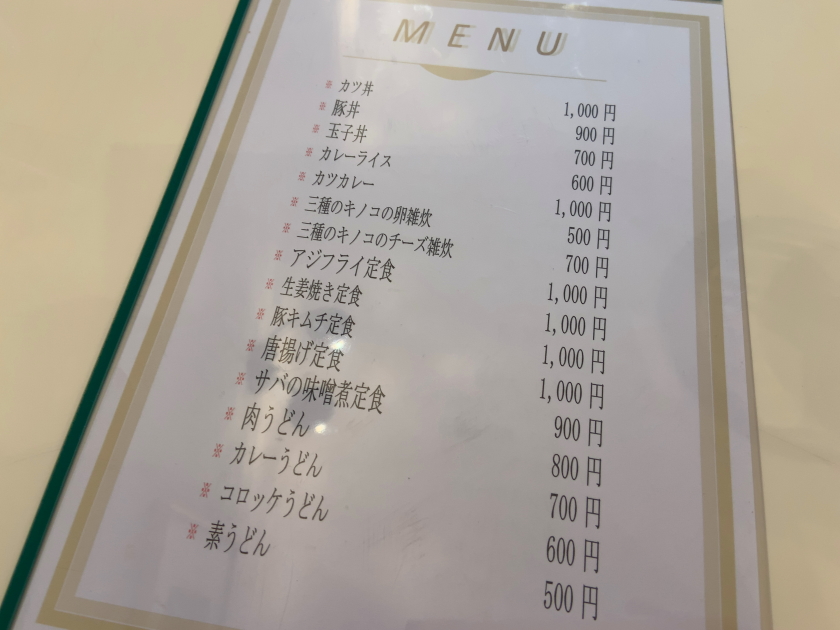 MENU
カツ丼 1,000円
豚丼 900円
玉子丼 700円
カレーライス 600円
カツカレー 1,000円
三種のキノコの卵雑炊 500円
三種のキノコのチーズ雑炊 700円
アジフライ定食 1,000円
生姜焼き定食 1,000円
豚キムチ定食 1,000円
唐揚げ定食 1,000円
サバの味噌煮定食 900円
肉うどん 800円
カレーうどん 700円
コロッケうどん 600円
素うどん 500円